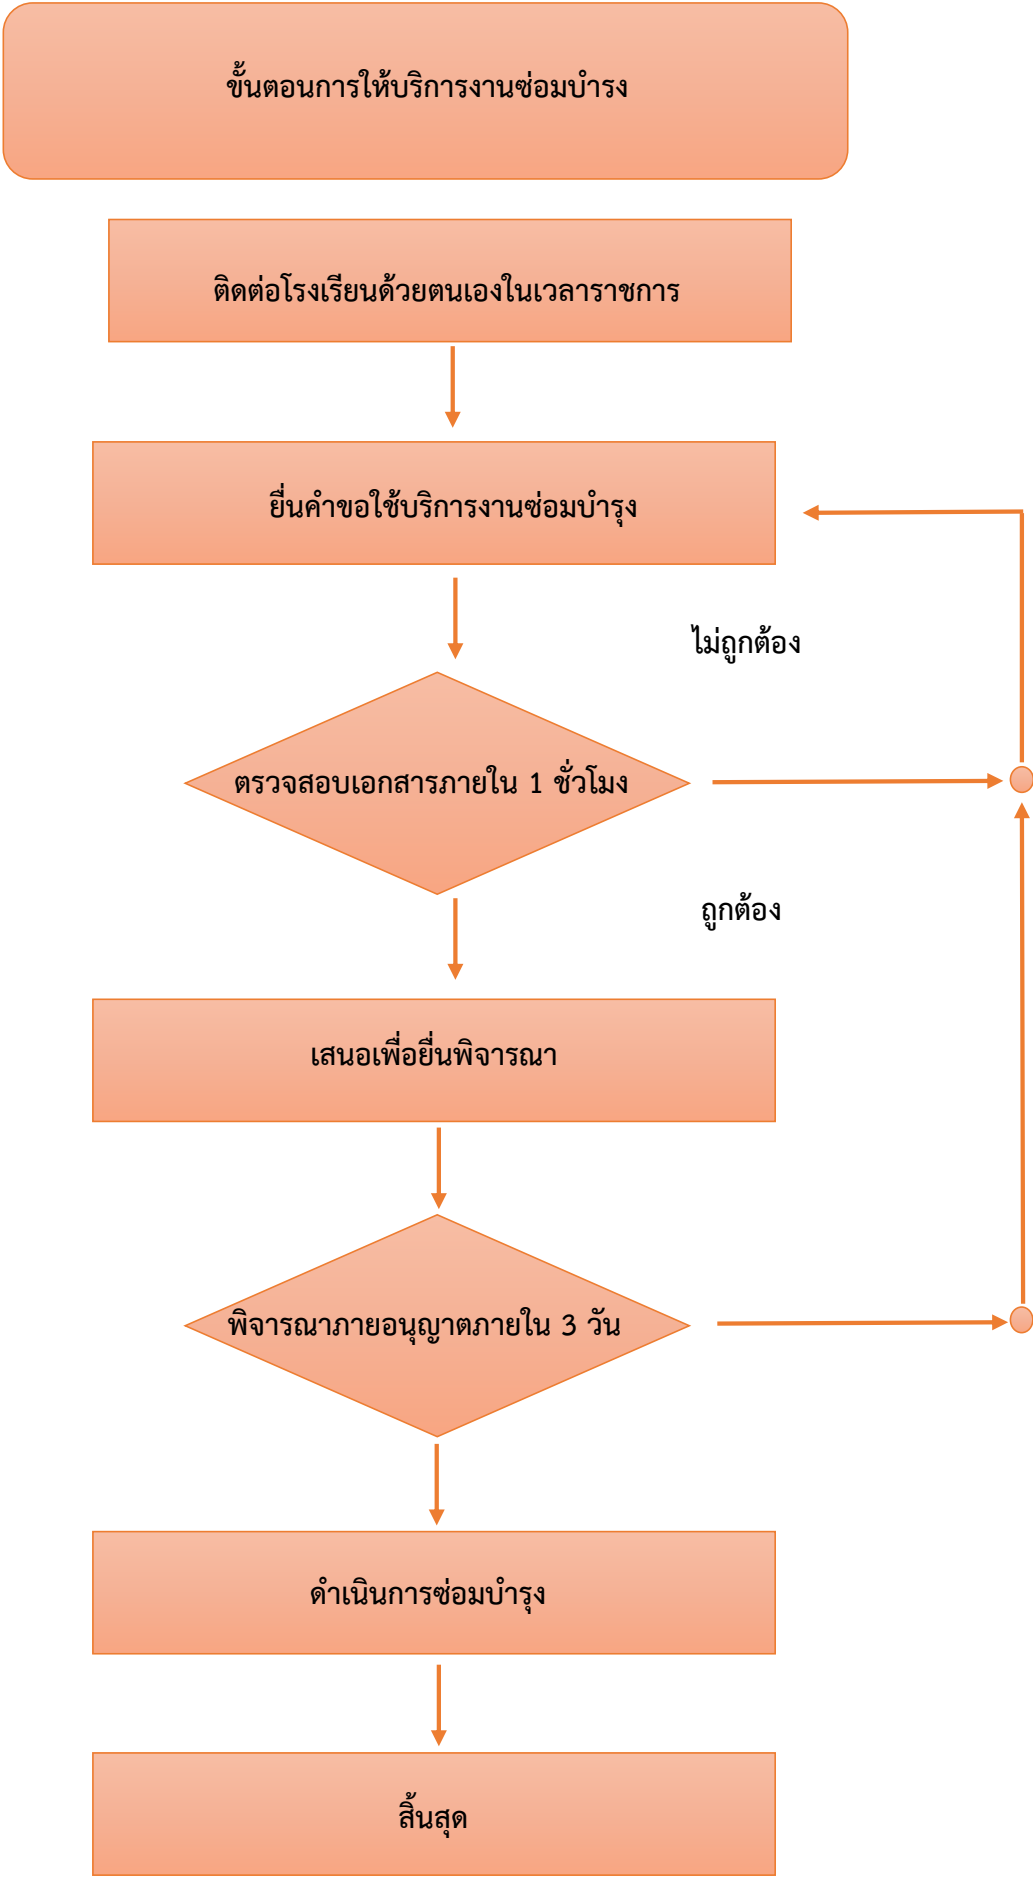 ขั้นตอนการให้บริการงานซ่อมบำรง
ติดต่อโรงเรียนด้วยตนเองในเวลาราชการ
ยื่นคำขอใช้บริการงานซ่อมบำรุง
ไม่ถูกต้อง
ตรวจสอบเอกสารภายใน 1 ชั่วโมง
ถูกต้อง
เสนอเพื่อยื่นพิจารณา
พิจารณาภายอนุญาตภายใน 3 วัน
ดำเนินการซ่อมบำรุง
สิ้นสุด